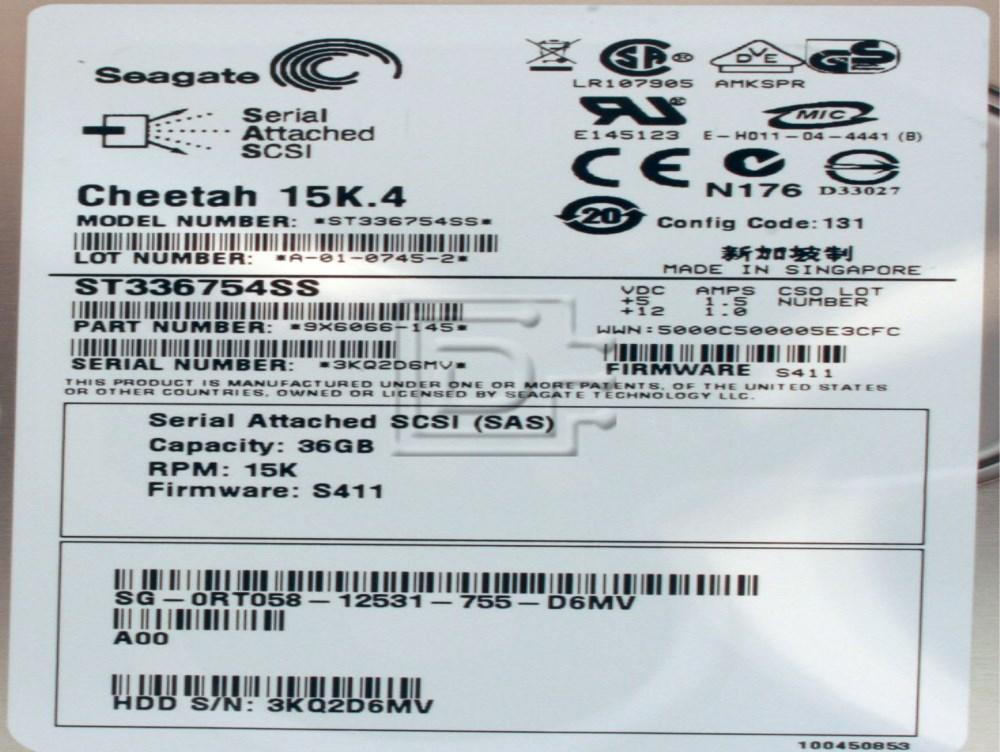 Seagate
Serial
Attached
SCSI
Cheetah 15K.4
MODEL NUMBER: *ST336754SS*
LOT NUMBER: *A-01-0745-2*
LR107905 AMKSPR
E145123 E-H011-04-4441 (B)
MIC
CE N176 D33027
20 Config Code: 131
新加坡制
MADE IN SINGAPORE
ST336754SS
PART NUMBER: *9X6066-145*
SERIAL NUMBER: *3KQ2D6MV*
VDC AMPS CSO LOT
+5 1.5 NUMBER
+12 1.0
WWN:5000C500005E3CFC
FIRMWARE S411
THIS PRODUCT IS MANUFACTURED UNDER ONE OR MORE PATENTS, OF THE UNITED STATES
OR OTHER COUNTRIES, OWNED OR LICENSED BY SEAGATE TECHNOLOGY LLC.
Serial Attached SCSI (SAS)
Capacity: 36GB
RPM: 15K
Firmware: S411
SG-0RT058-12531-755-D6MV
A00
HDD S/N: 3KQ2D6MV
100450853